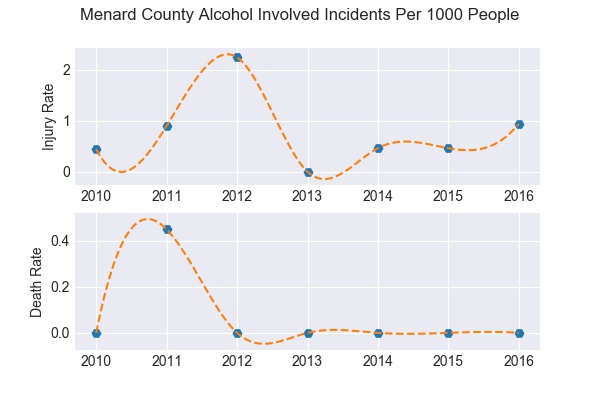 Menard County Alcohol Involved Incidents Per 1000 People
Injury Rate
2
1
0
2010 2011 2012 2013 2014 2015 2016
Death Rate
0.4
0.2
0.0
2010 2011 2012 2013 2014 2015 2016